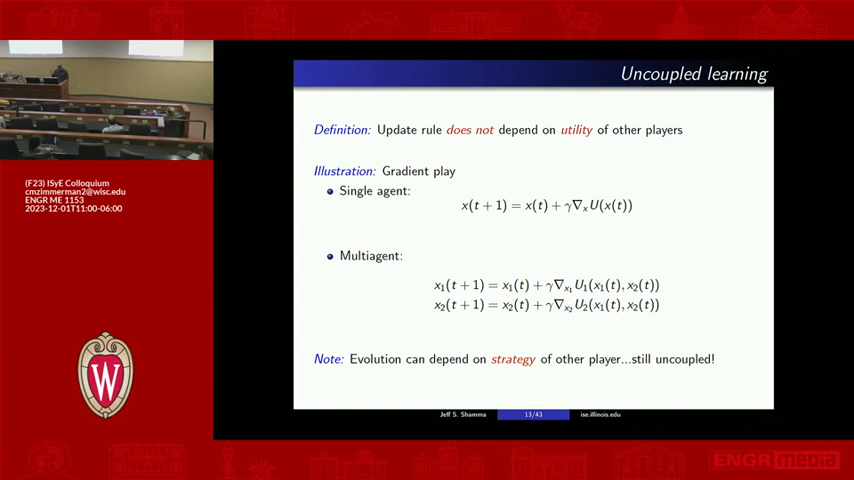 Uncoupled learning
Definition: Update rule does not depend on utility of other players
Illustration: Gradient play
Single agent:
x(t + 1) = x(t) + γ∇ₓU(x(t))
Multiagent:
x₁(t + 1) = x₁(t) + γ∇ₓ₁U₁(x₁(t), x₂(t))
x₂(t + 1) = x₂(t) + γ∇ₓ₂U₂(x₁(t), x₂(t))
Note: Evolution can depend on strategy of other player...still uncoupled!
Jeff S. Shamma 13/43 ise.illinois.edu
(F23) ISyE Colloquium
cmzimmerman2@wisc.edu
ENGR ME 1153
2023-12-01T11:00-06:00
W
ENGR media